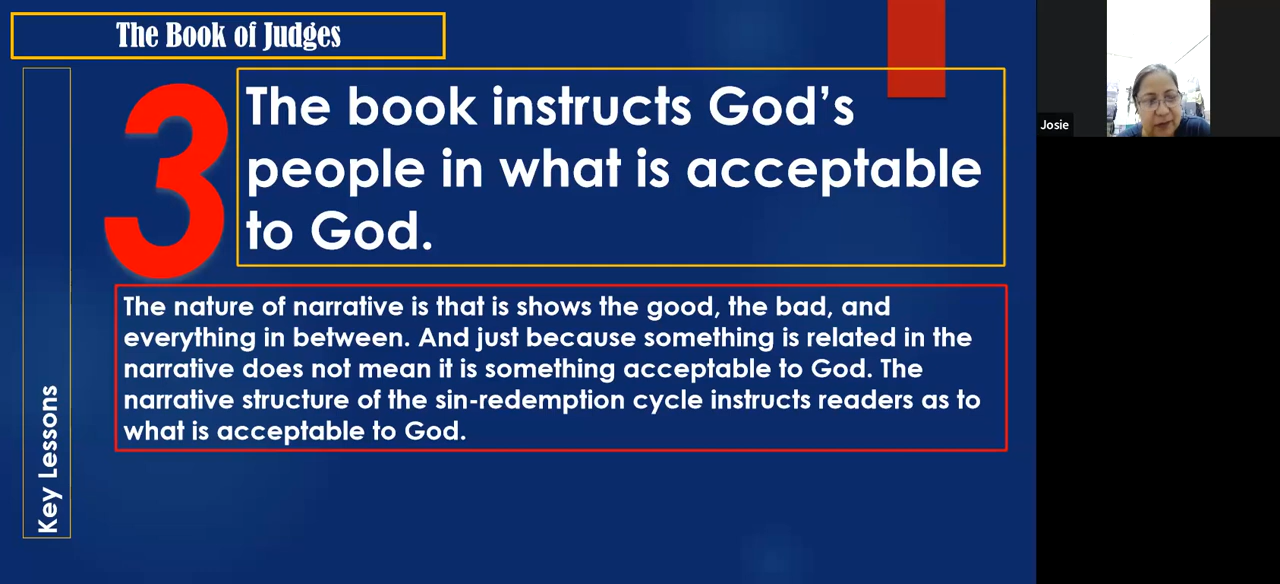 The Book of Judges
Key Lessons
3
The book instructs God's
people in what is acceptable
to God.
The nature of narrative is that is shows the good, the bad, and
everything in between. And just because something is related in the
narrative does not mean it is something acceptable to God. The
narrative structure of the sin-redemption cycle instructs readers as to
what is acceptable to God.
Josie